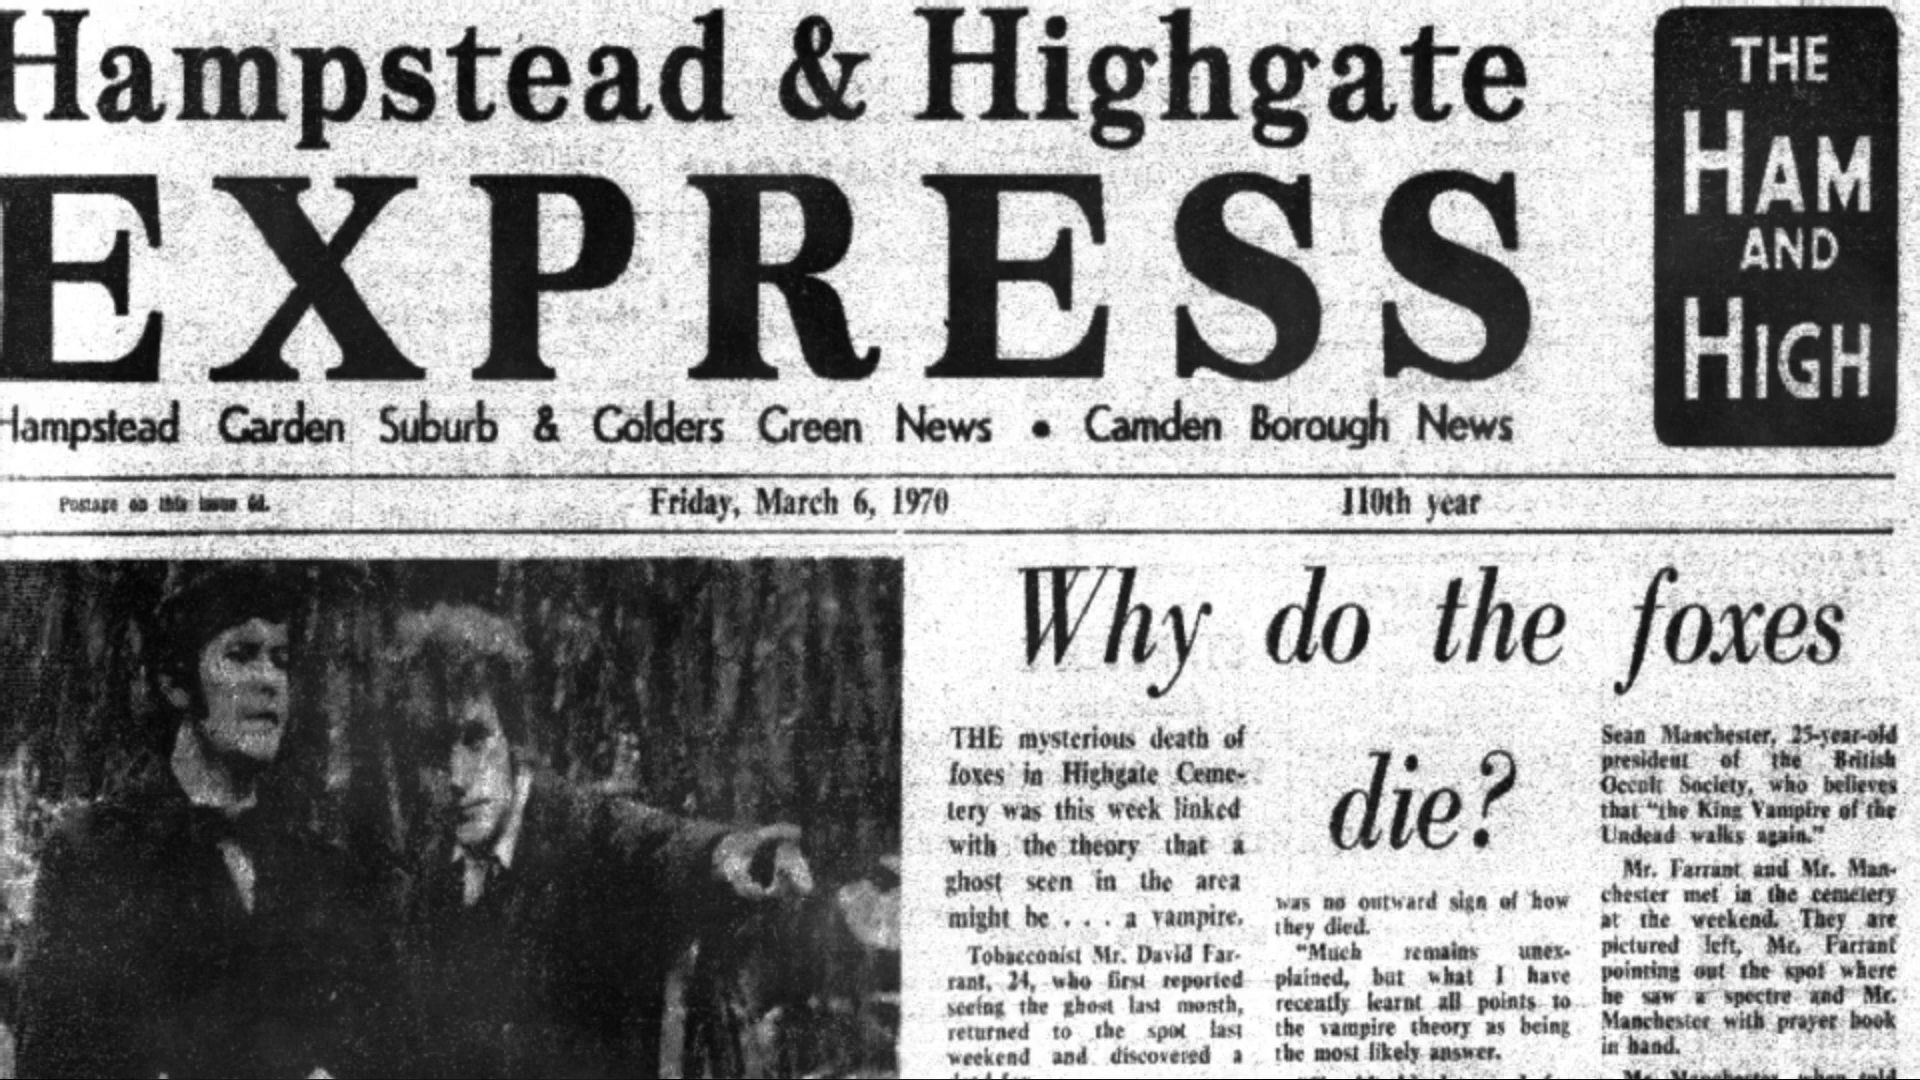 Hampstead & Highgate
EXPRESS
Hampstead Garden Suburb & Golders Green News • Camden Borough News
THE
HAM
AND
HIGH
Postage on this issue 6d.
Friday, March 6, 1970
110th year
Why do the foxes
die?
THE mysterious death of
foxes in Highgate Ceme-
tery was this week linked
with the theory that a
ghost seen in the area
might be . . . a vampire.
Tobacconist Mr. David Far-
rant, 24, who first reported
seeing the ghost last month,
returned to the spot last
weekend and discovered a
was no outward sign of how
they died.
"Much remains unex-
plained, but what I have
recently learnt all points to
the vampire theory as being
the most likely answer.
Sean Manchester, 25-year-old
president of the British
Occult Society, who believes
that "the King Vampire of the
Undead walks again."
Mr. Farrant and Mr. Man-
chester met in the cemetery
at the weekend. They are
pictured left, Mr. Farrant
pointing out the spot where
he saw a spectre and Mr.
Manchester with prayer book
in hand.
Mr. Manchester, when told